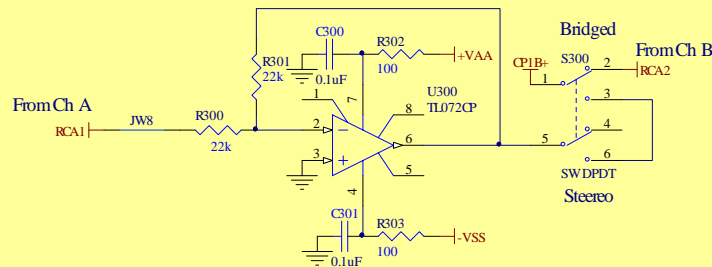 Bridged
From Ch B
S300
CP1B+
1
2
RCA2
3
4
5
6
SWDPDT
Steereo
C300
0.1uF
R302
100
+VAA
R301
22k
U300
TL072CP
1
7
8
From Ch A
RCA1
JW8
R300
22k
2
3
6
5
4
C301
0.1uF
R303
100
-VSS